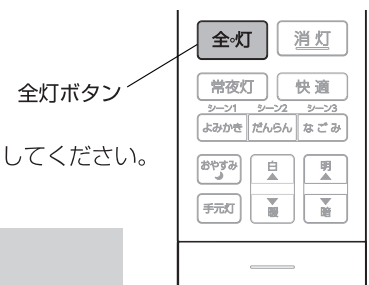 全灯
消灯
全灯ボタン
常夜灯
快適
シーン1 シーン2 シーン3
よみかき だんらん なごみ
してください。
おやすみ
白
明
手元灯
暖
暗